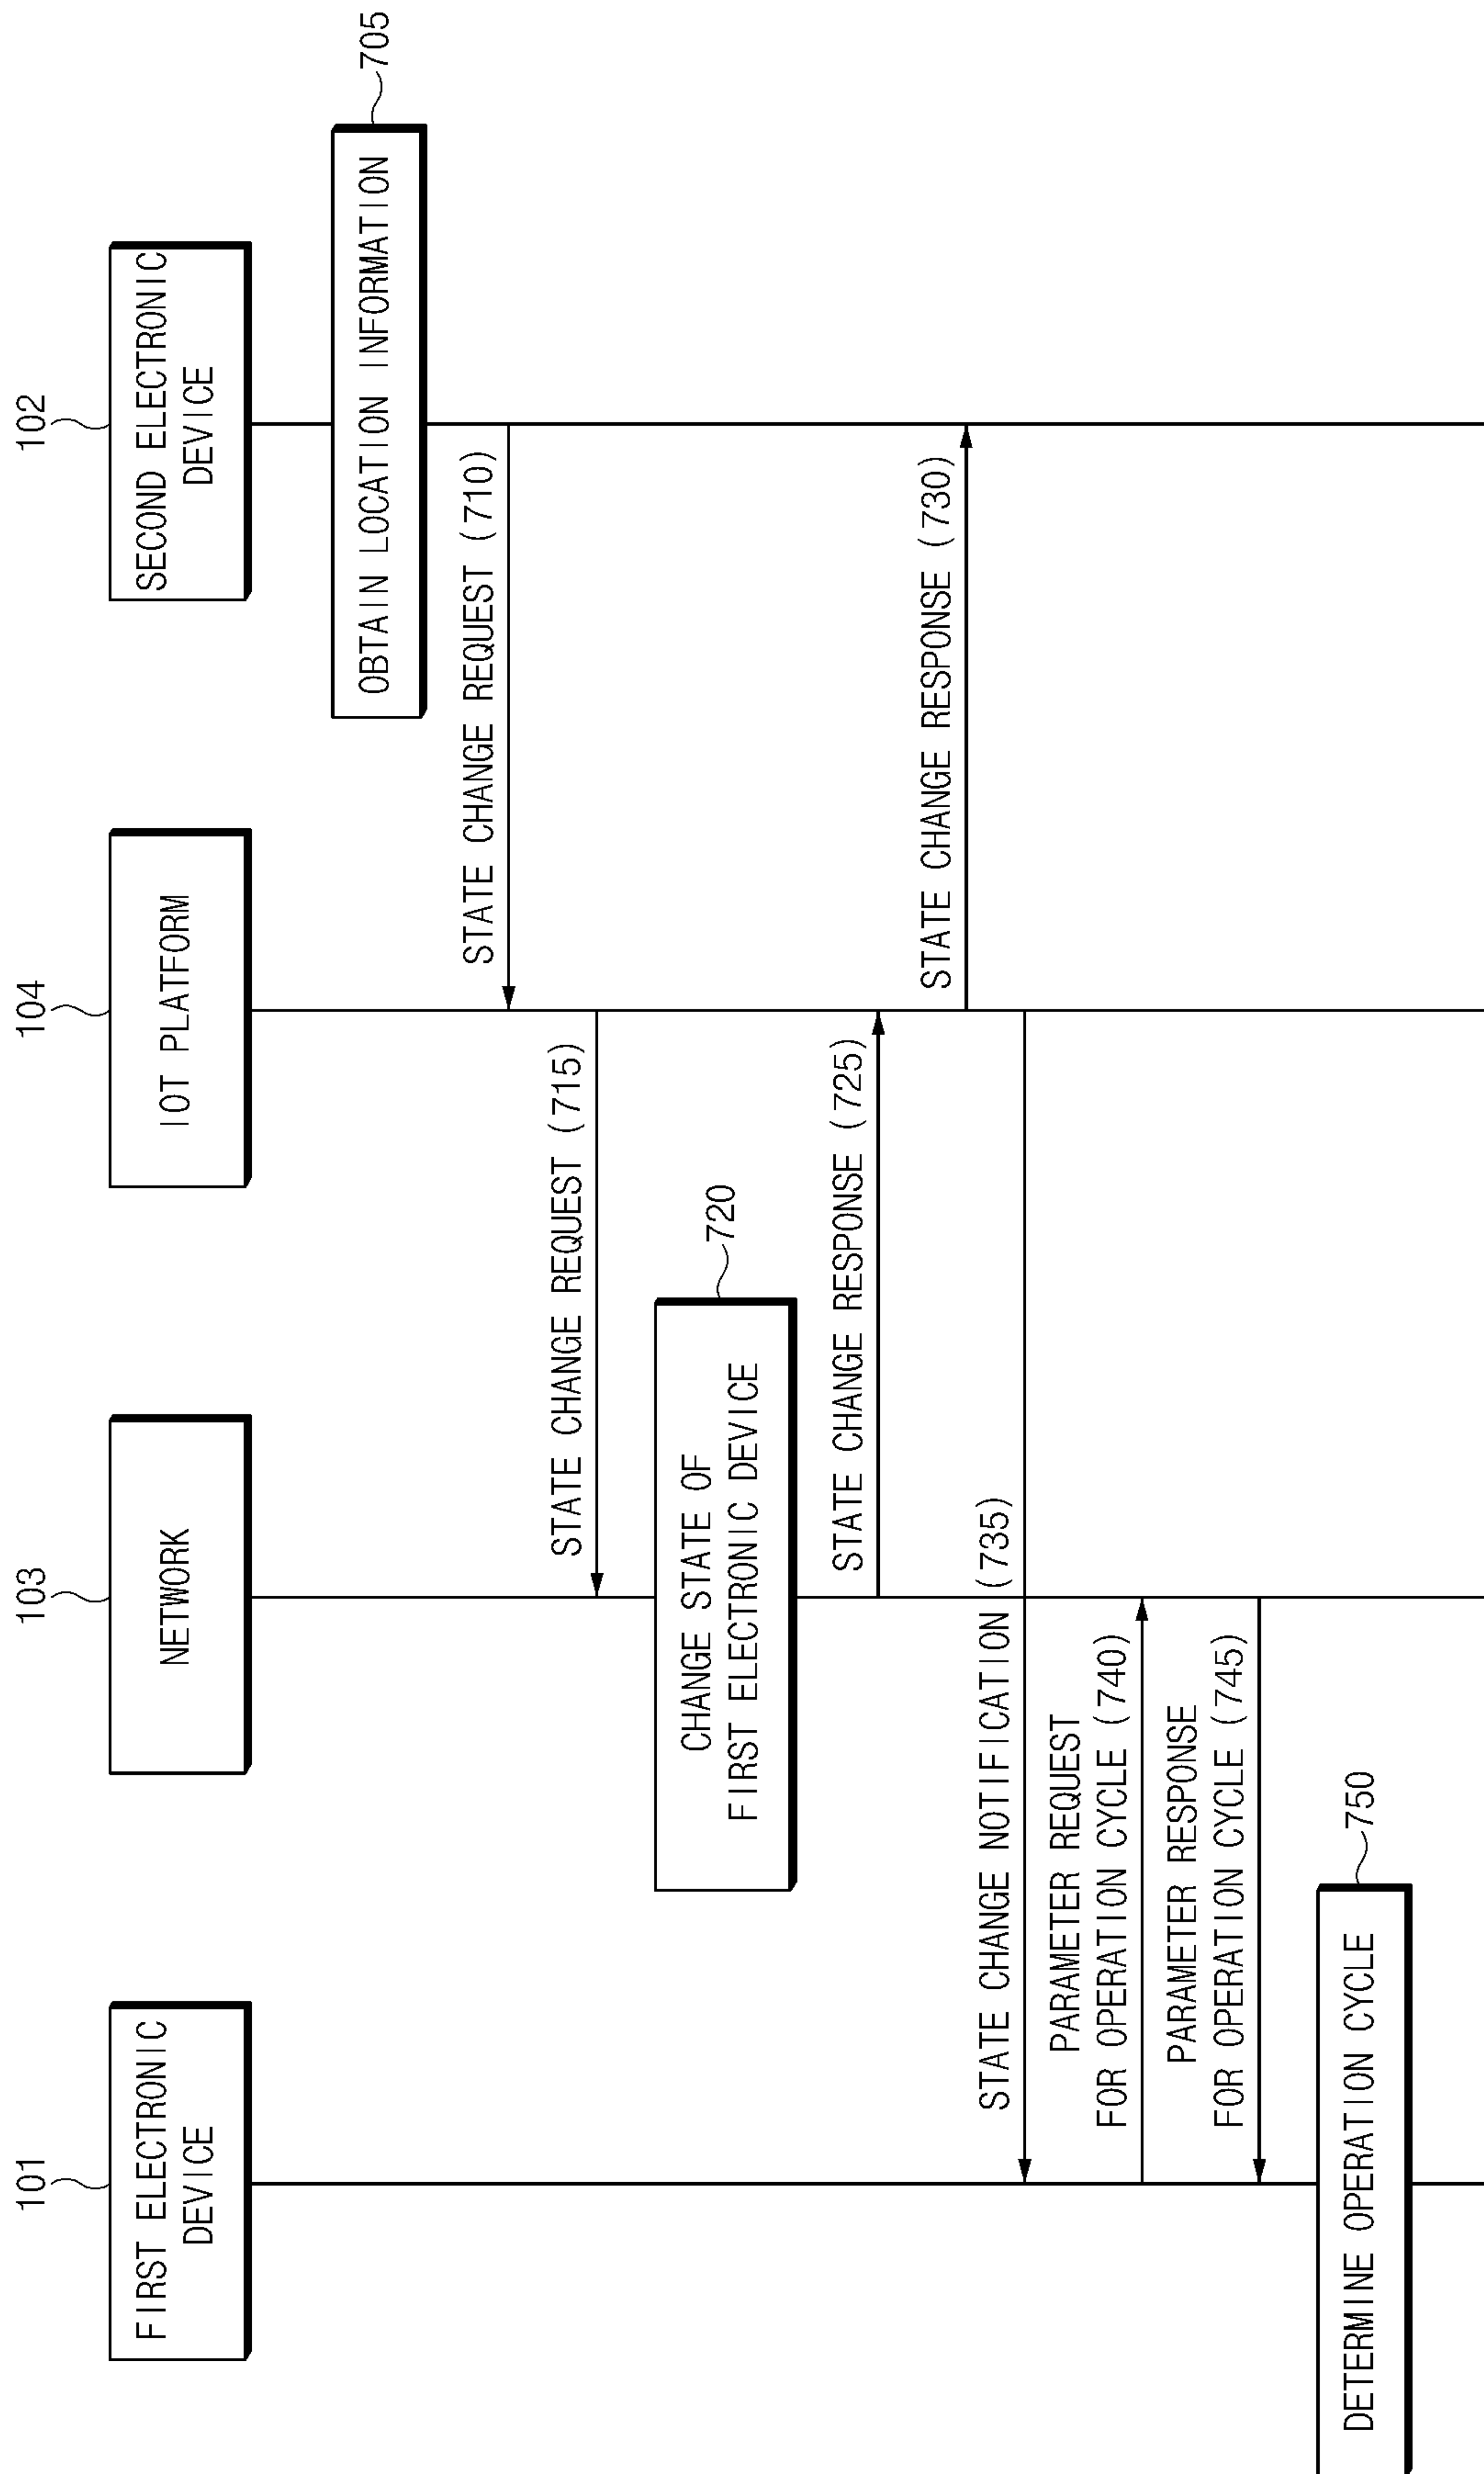 101
103
104
102
FIRST ELECTRONIC
DEVICE
NETWORK
IOT PLATFORM
SECOND ELECTRONIC
DEVICE
OBTAIN LOCATION INFORMATION
705
STATE CHANGE REQUEST (710)
STATE CHANGE REQUEST (715)
CHANGE STATE OF
FIRST ELECTRONIC DEVICE
720
STATE CHANGE RESPONSE (725)
STATE CHANGE RESPONSE (730)
STATE CHANGE NOTIFICATION (735)
PARAMETER REQUEST
FOR OPERATION CYCLE (740)
PARAMETER RESPONSE
FOR OPERATION CYCLE (745)
DETERMINE OPERATION CYCLE
750